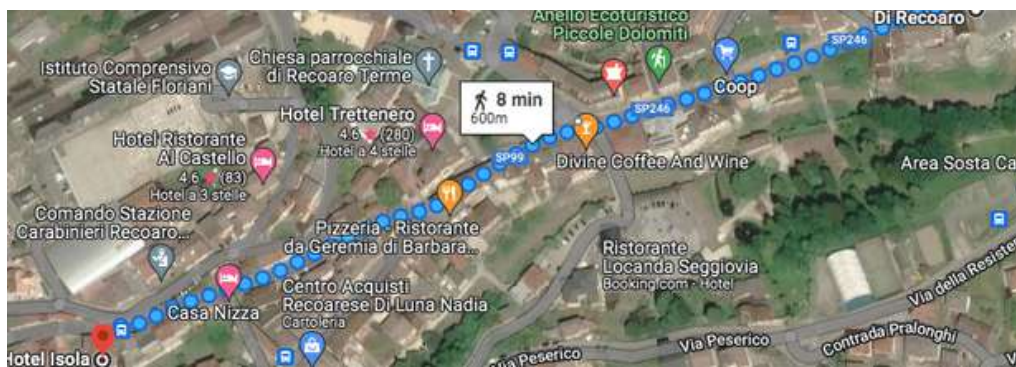 Anello Ecoturistico
Piccole Dolomiti
Di Recoaro
SP246
Chiesa parrocchiale
di Recoaro Terme
Istituto Comprensivo
Statale Floriani
Coop
8 min
600m
SP246
Hotel Trettenero
4.6 (280)
Hotel a 4 stelle
Hotel Ristorante
Al Castello
4.6 (83)
Hotel a 3 stelle
SP99
Divine Coffee And Wine
Area Sosta Ca
Comando Stazione
Carabinieri Recoaro...
Pizzeria - Ristorante
da Geremia di Barbara...
Ristorante
Locanda Seggiovia
Booking.com - Hotel
Via della Resiste
Casa Nizza
Centro Acquisti
Recoarese Di Luna Nadia
Cartoleria
Hotel Isola
Via Peserico
Via Peserico
Contrada Pralonghi
V